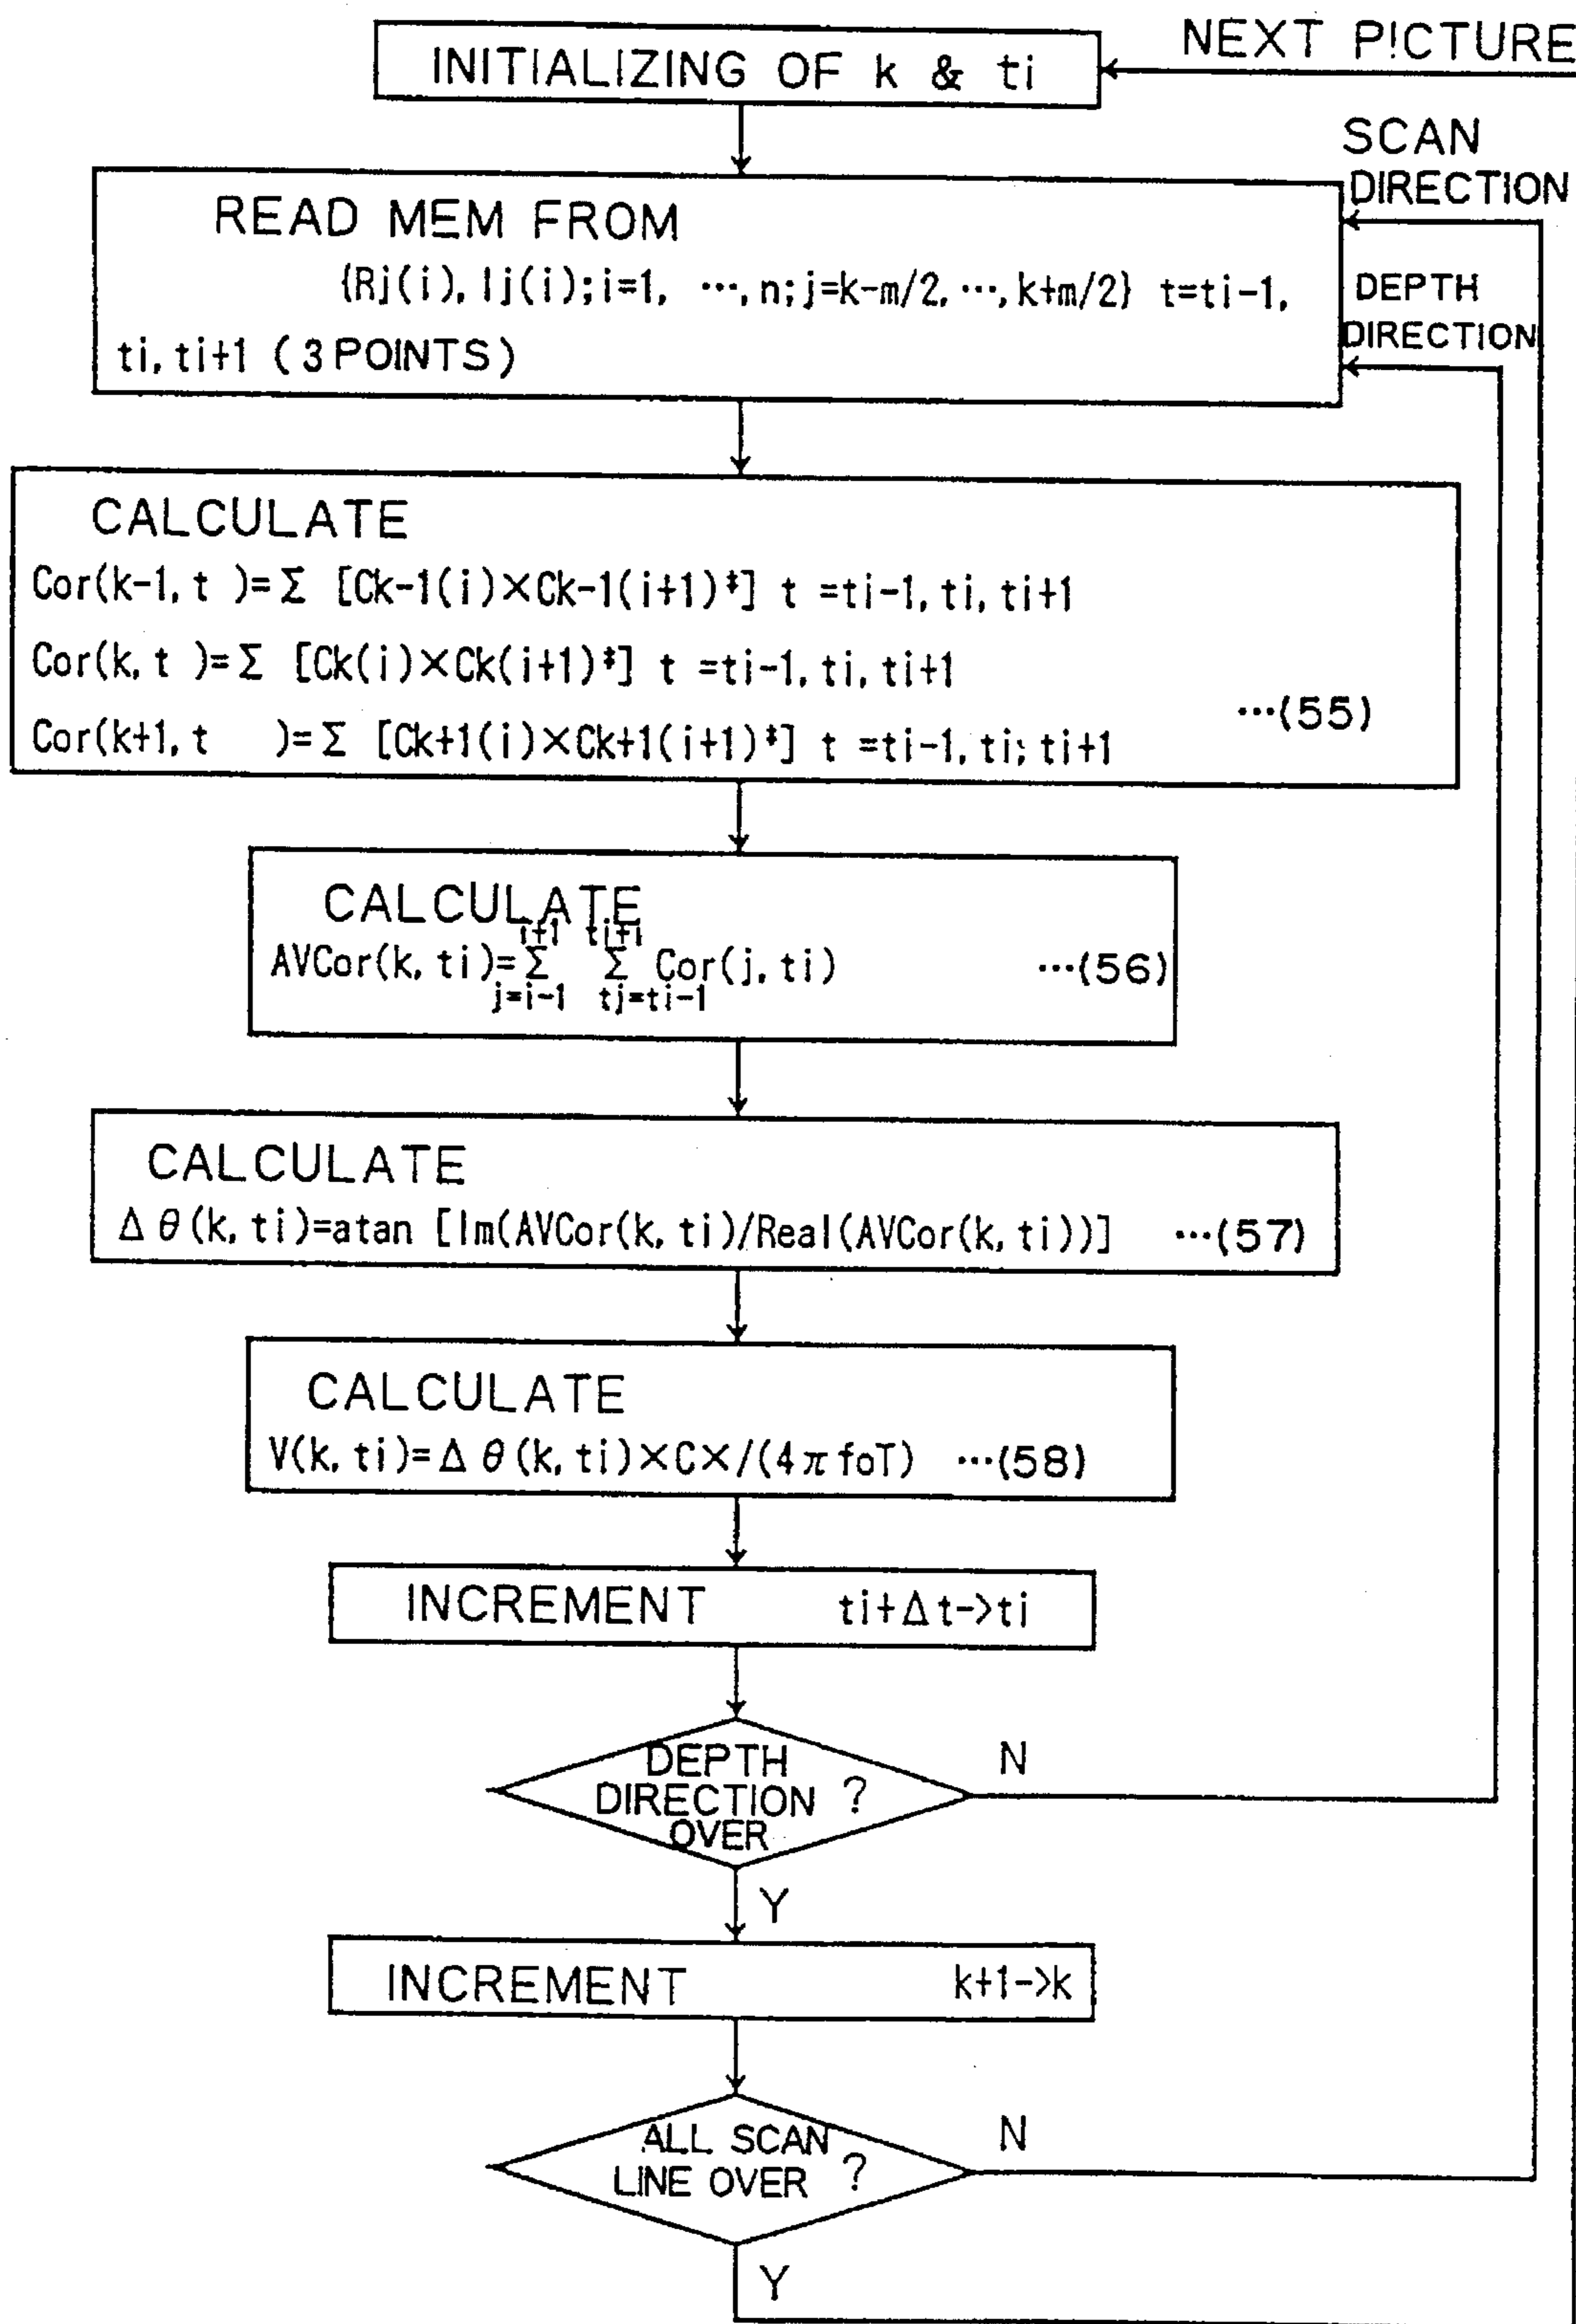 INITIALIZING OF k & ti
NEXT PICTURE
SCAN
DIRECTION
READ MEM FROM
{Rj(i), Ij(i);i=1, ···, n; j=k-m/2, ···, k+m/2} t=ti-1,
ti, ti+1 (3 POINTS)
DEPTH
DIRECTION
CALCULATE
Cor(k-1, t )=Σ [Ck-1(i)×Ck-1(i+1)*] t =ti-1, ti, ti+1
Cor(k, t )=Σ [Ck(i)×Ck(i+1)*] t =ti-1, ti, ti+1
···(55)
Cor(k+1, t )=Σ [Ck+1(i)×Ck+1(i+1)*] t =ti-1, ti; ti+1
CALCULATE
i+1 ti+i
AVCor(k, ti)=Σ Σ Cor(j, ti) ···(56)
j=i-1 tj=ti-1
CALCULATE
Δθ(k, ti)=atan [Im(AVCor(k, ti)/Real(AVCor(k, ti))] ···(57)
CALCULATE
V(k, ti)=Δθ(k, ti)×C×/(4πfoT) ···(58)
INCREMENT ti+Δt->ti
DEPTH
DIRECTION ?
OVER
N
Y
INCREMENT k+1->k
ALL SCAN
LINE OVER ?
N
Y